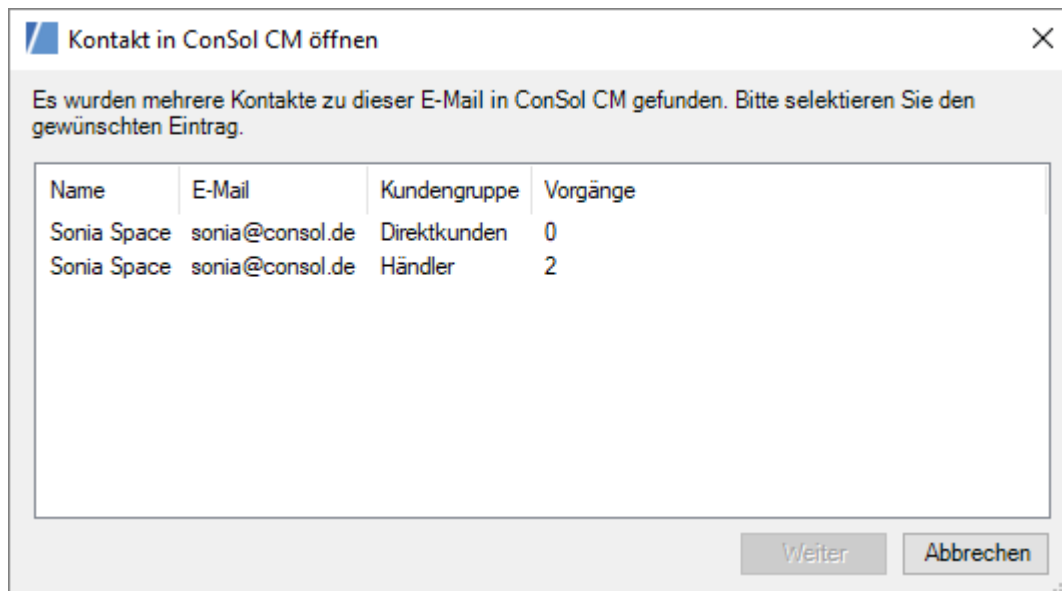 Kontakt in ConSol CM öffnen
Es wurden mehrere Kontakte zu dieser E-Mail in ConSol CM gefunden. Bitte selektieren Sie den
gewünschten Eintrag.
Name E-Mail Kundengruppe Vorgänge
Sonia Space sonia@consol.de Direktkunden 0
Sonia Space sonia@consol.de Händler 2
Weiter Abbrechen